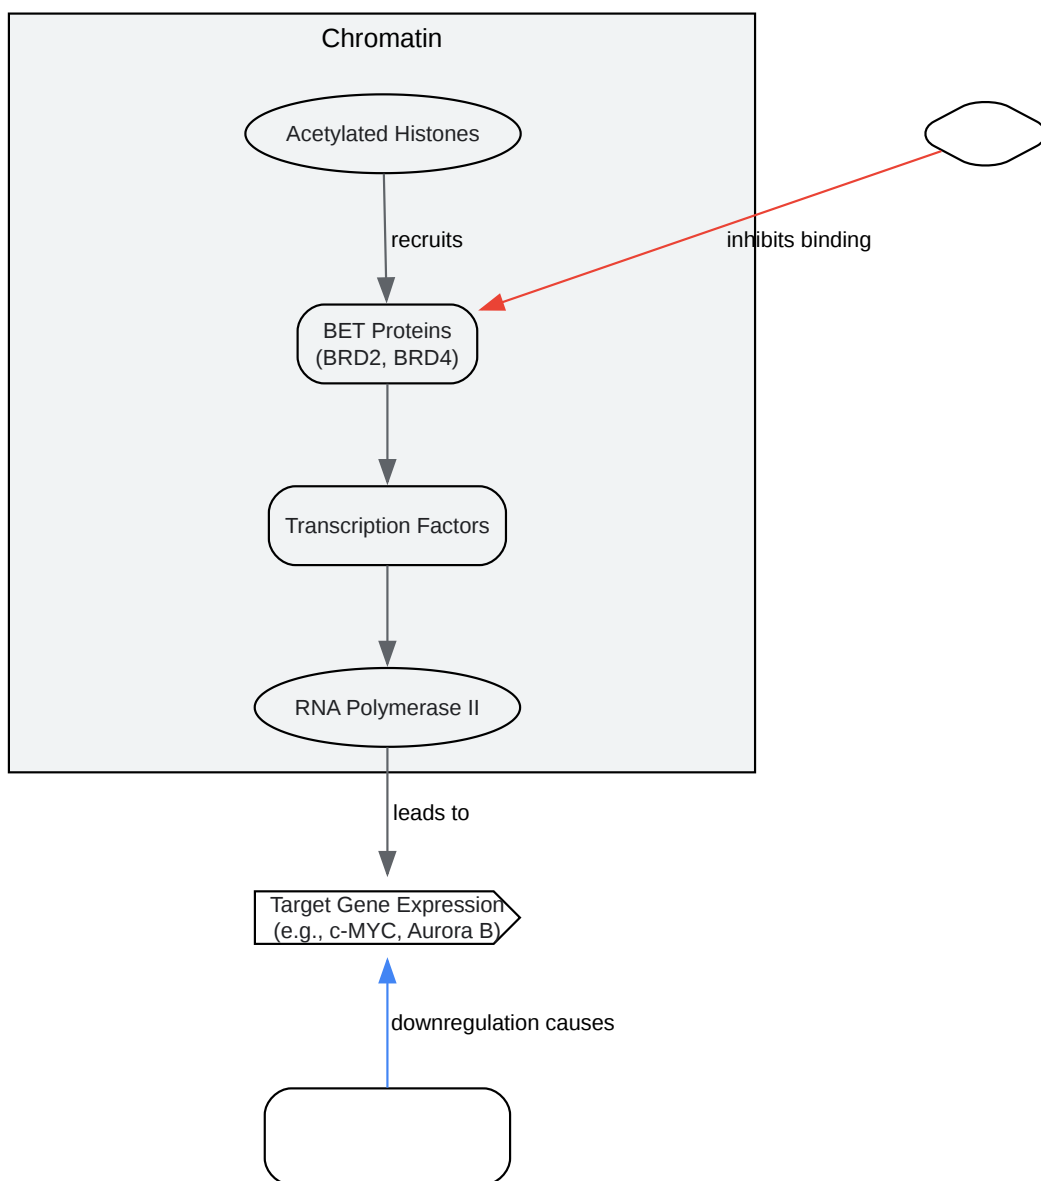 Chromatin
Acetylated Histones
recruits
inhibits binding
BET Proteins
(BRD2, BRD4)
Transcription Factors
RNA Polymerase II
leads to
Target Gene Expression
(e.g., c-MYC, Aurora B)
downregulation causes